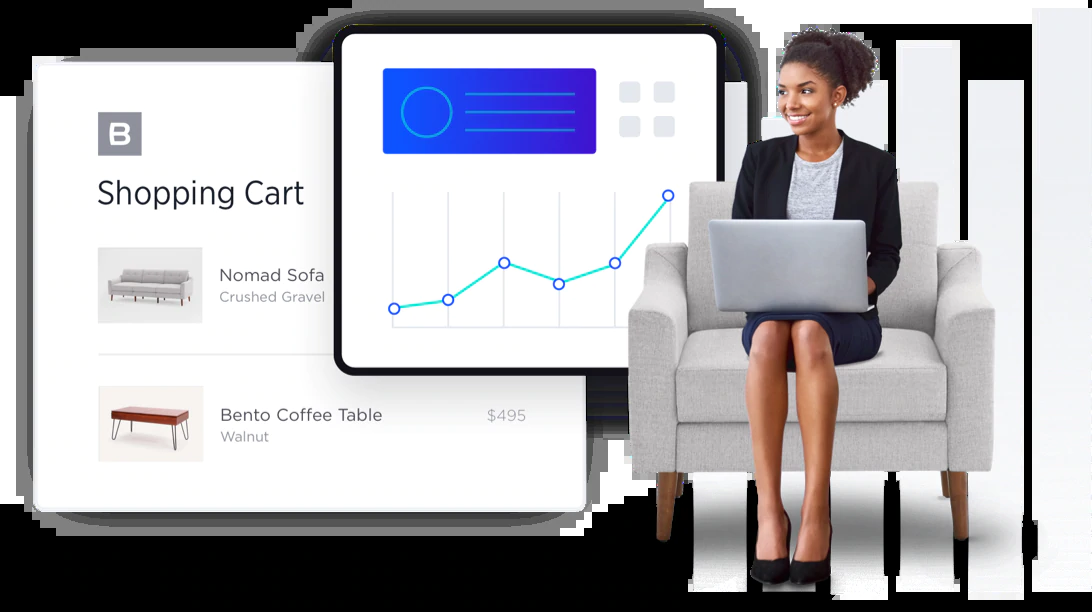 B
Shopping Cart
Nomad Sofa
Crushed Gravel
Bento Coffee Table
$495
Walnut